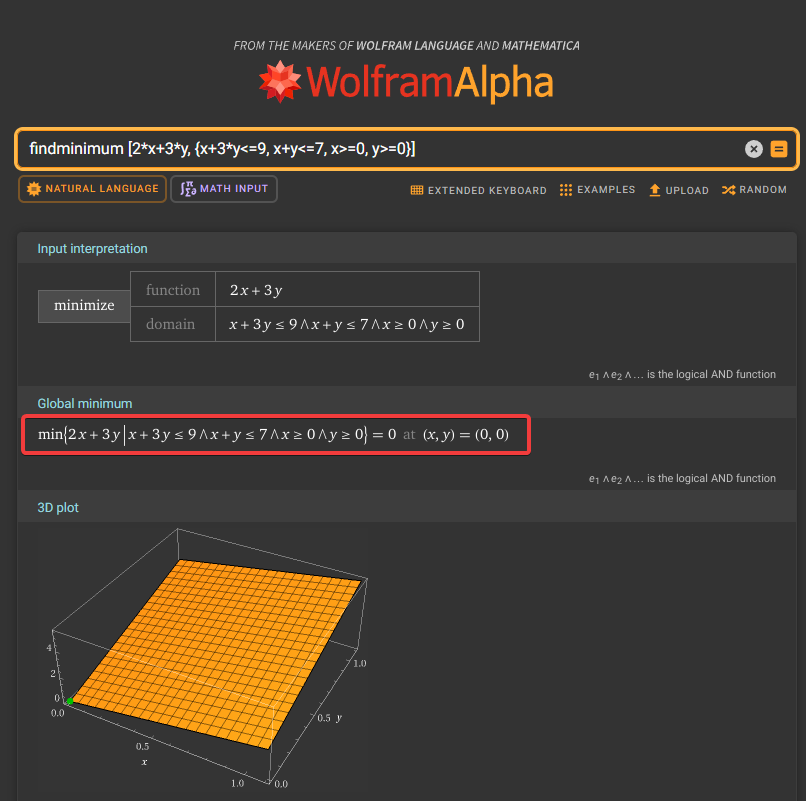 FROM THE MAKERS OF WOLFRAM LANGUAGE AND MATHEMATICA
WolframAlpha
findminimum [2*x+3*y, {x+3*y<=9, x+y<=7, x>=0, y>=0}]
NATURAL LANGUAGE MATH INPUT EXTENDED KEYBOARD EXAMPLES UPLOAD RANDOM
Input interpretation
minimize
function 2x+3y
domain x+3y≤9∧x+y≤7∧x≥0∧y≥0
e₁∧e₂∧… is the logical AND function
Global minimum
min{2x+3y|x+3y≤9∧x+y≤7∧x≥0∧y≥0}=0 at (x,y)=(0,0)
e₁∧e₂∧… is the logical AND function
3D plot
4
2
0
0.0
0.5
x
1.0
0.0
0.5 y
1.0